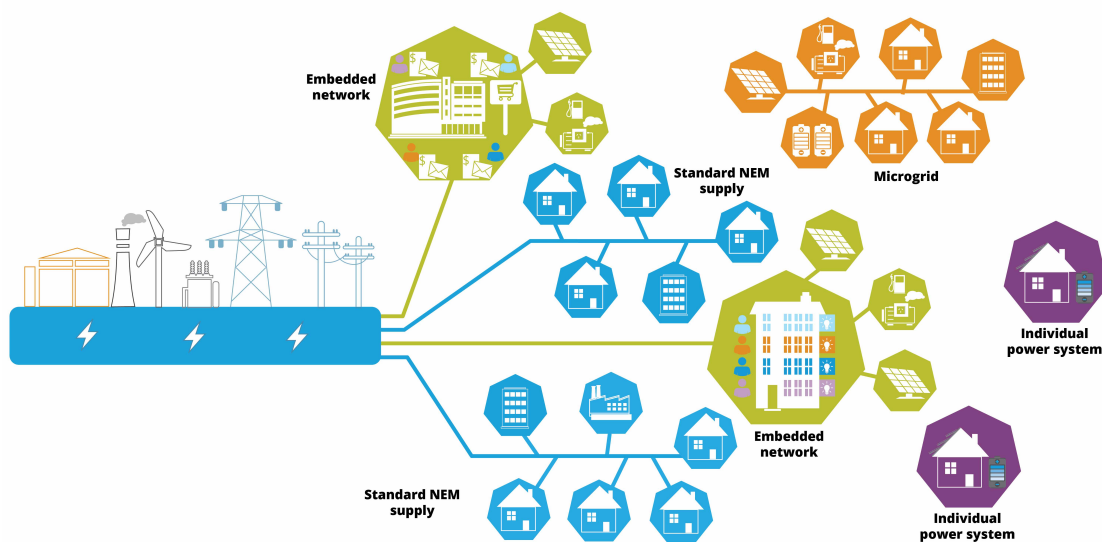 Embedded
network
$
$
$
$
Microgrid
Standard NEM
supply
Individual
power system
Embedded
network
Standard NEM
supply
Individual
power system